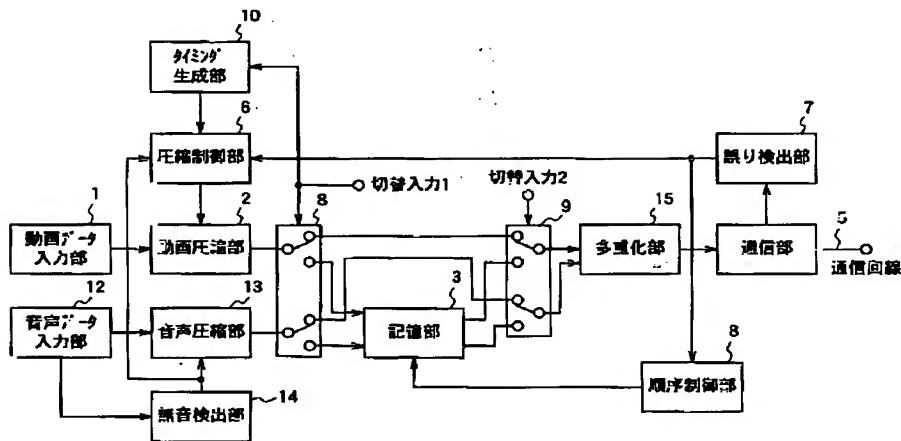 10
タイミング
生成部
6
圧縮制御部
7
誤り検出部
切替入力1
切替入力2
1
動画データ
入力部
2
動画圧縮部
8
9
15
多重化部
通信部
5
通信回線
12
音声データ
入力部
13
音声圧縮部
3
記憶部
8
順序制御部
14
無音検出部